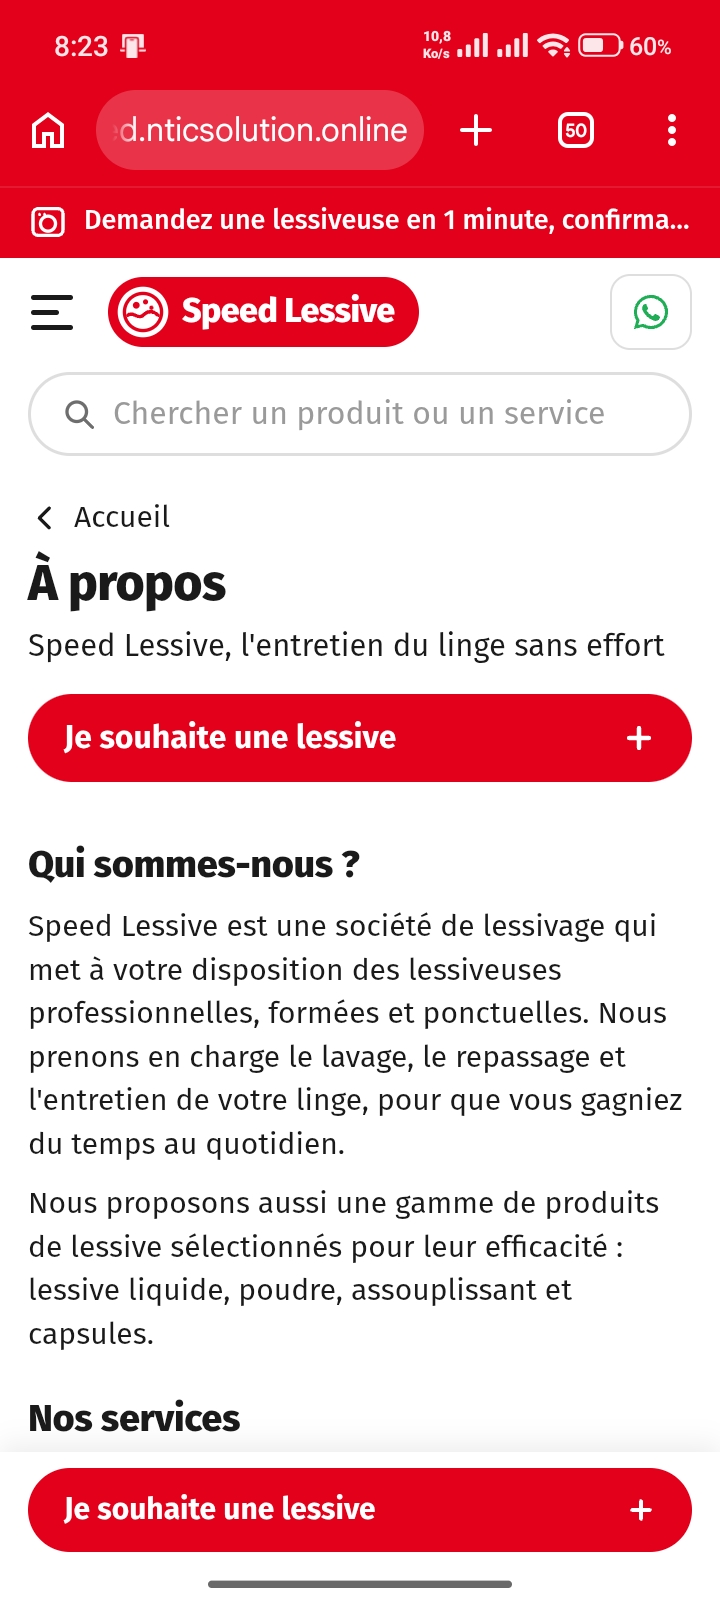 8:23
10,8
Ko/s
60%
d.nticsolution.online
50
Demandez une lessiveuse en 1 minute, confirma...
Speed Lessive
Chercher un produit ou un service
Accueil
À propos
Speed Lessive, l'entretien du linge sans effort
Je souhaite une lessive
Qui sommes-nous ?
Speed Lessive est une société de lessivage qui
met à votre disposition des lessiveuses
professionnelles, formées et ponctuelles. Nous
prenons en charge le lavage, le repassage et
l'entretien de votre linge, pour que vous gagniez
du temps au quotidien.
Nous proposons aussi une gamme de produits
de lessive sélectionnés pour leur efficacité :
lessive liquide, poudre, assouplissant et
capsules.
Nos services
Je souhaite une lessive